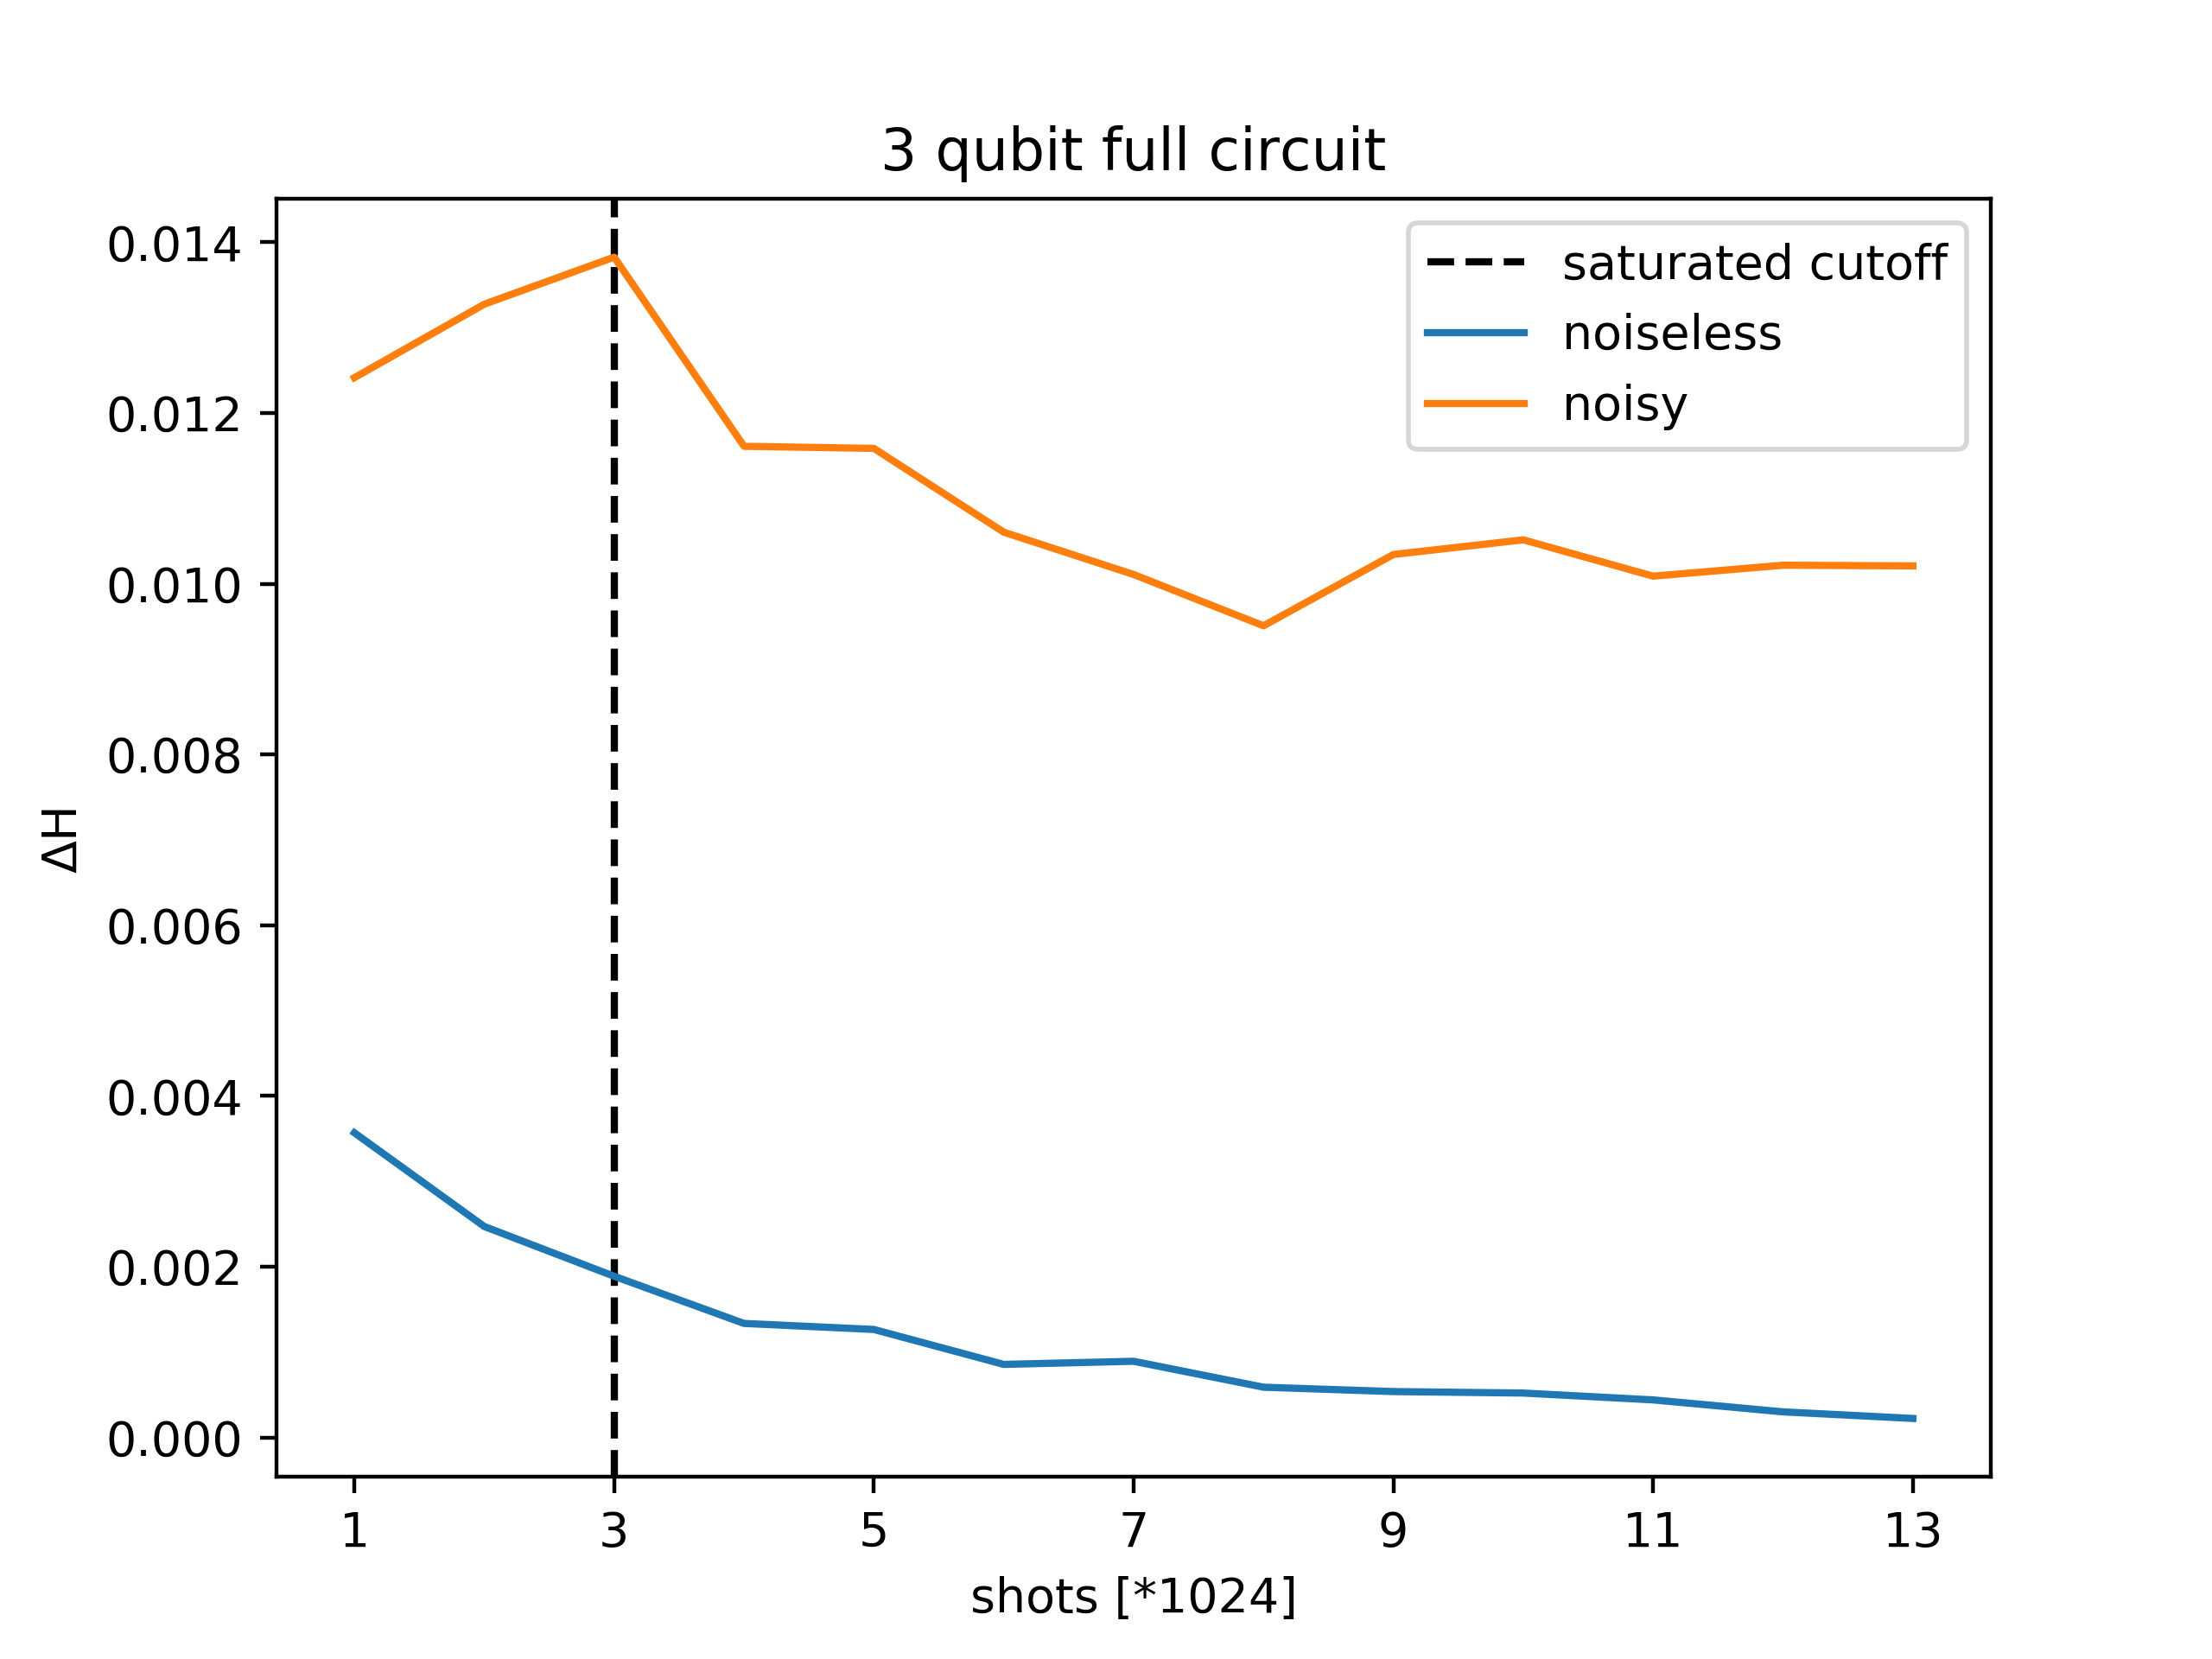 3 qubit full circuit
saturated cutoff
noiseless
noisy
0.014
0.012
0.010
0.008
0.006
0.004
0.002
0.000
ΔH
1 3 5 7 9 11 13
shots [*1024]